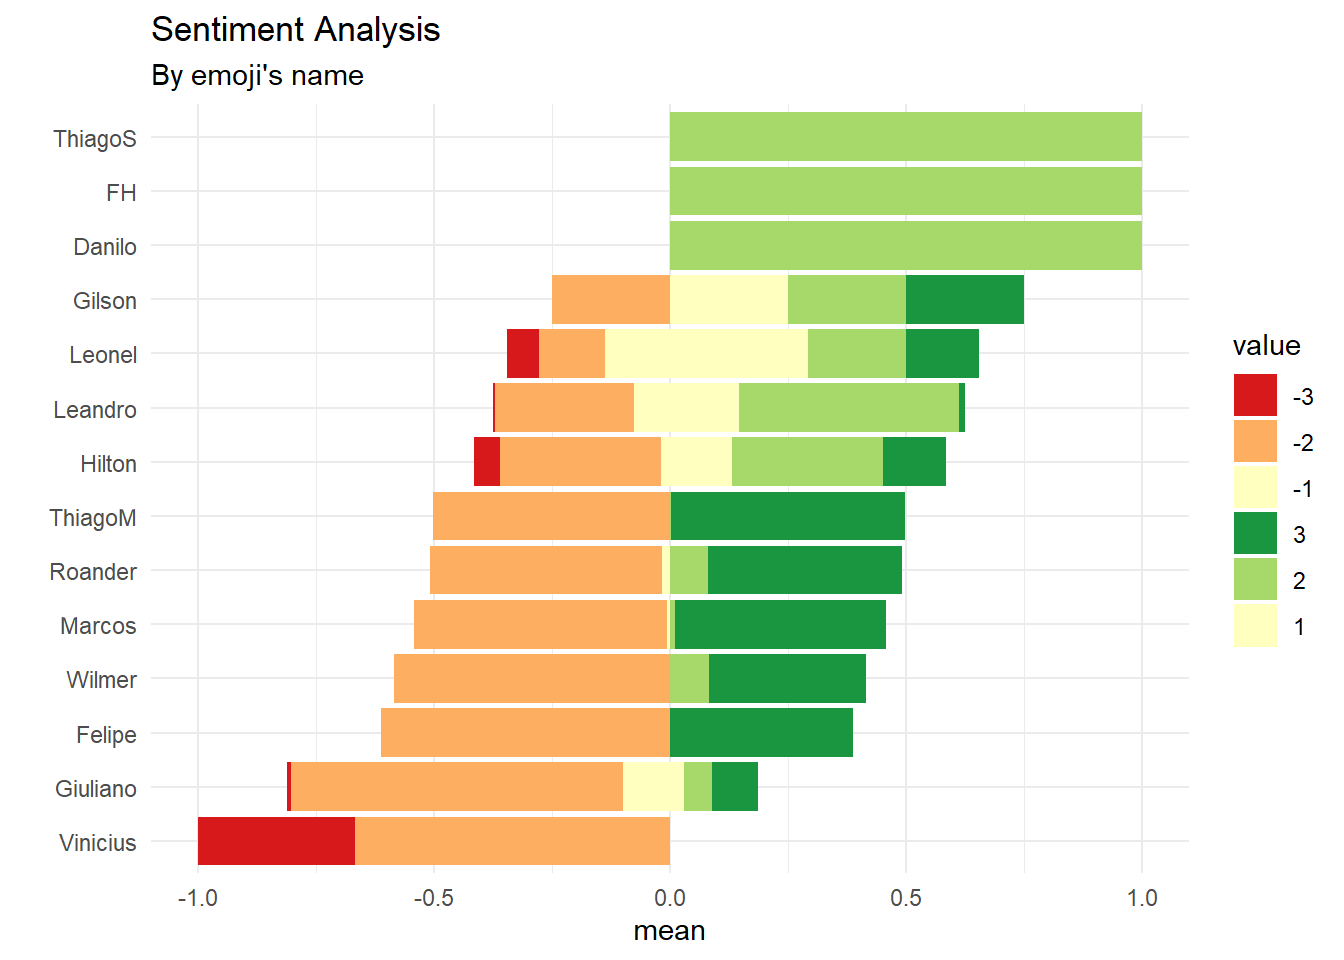 Sentiment Analysis
By emoji's name
ThiagoS
FH
Danilo
Gilson
Leonel
Leandro
Hilton
ThiagoM
Roander
Marcos
Wilmer
Felipe
Giuliano
Vinicius
-1.0 -0.5 0.0 0.5 1.0
mean
value
-3
-2
-1
3
2
1